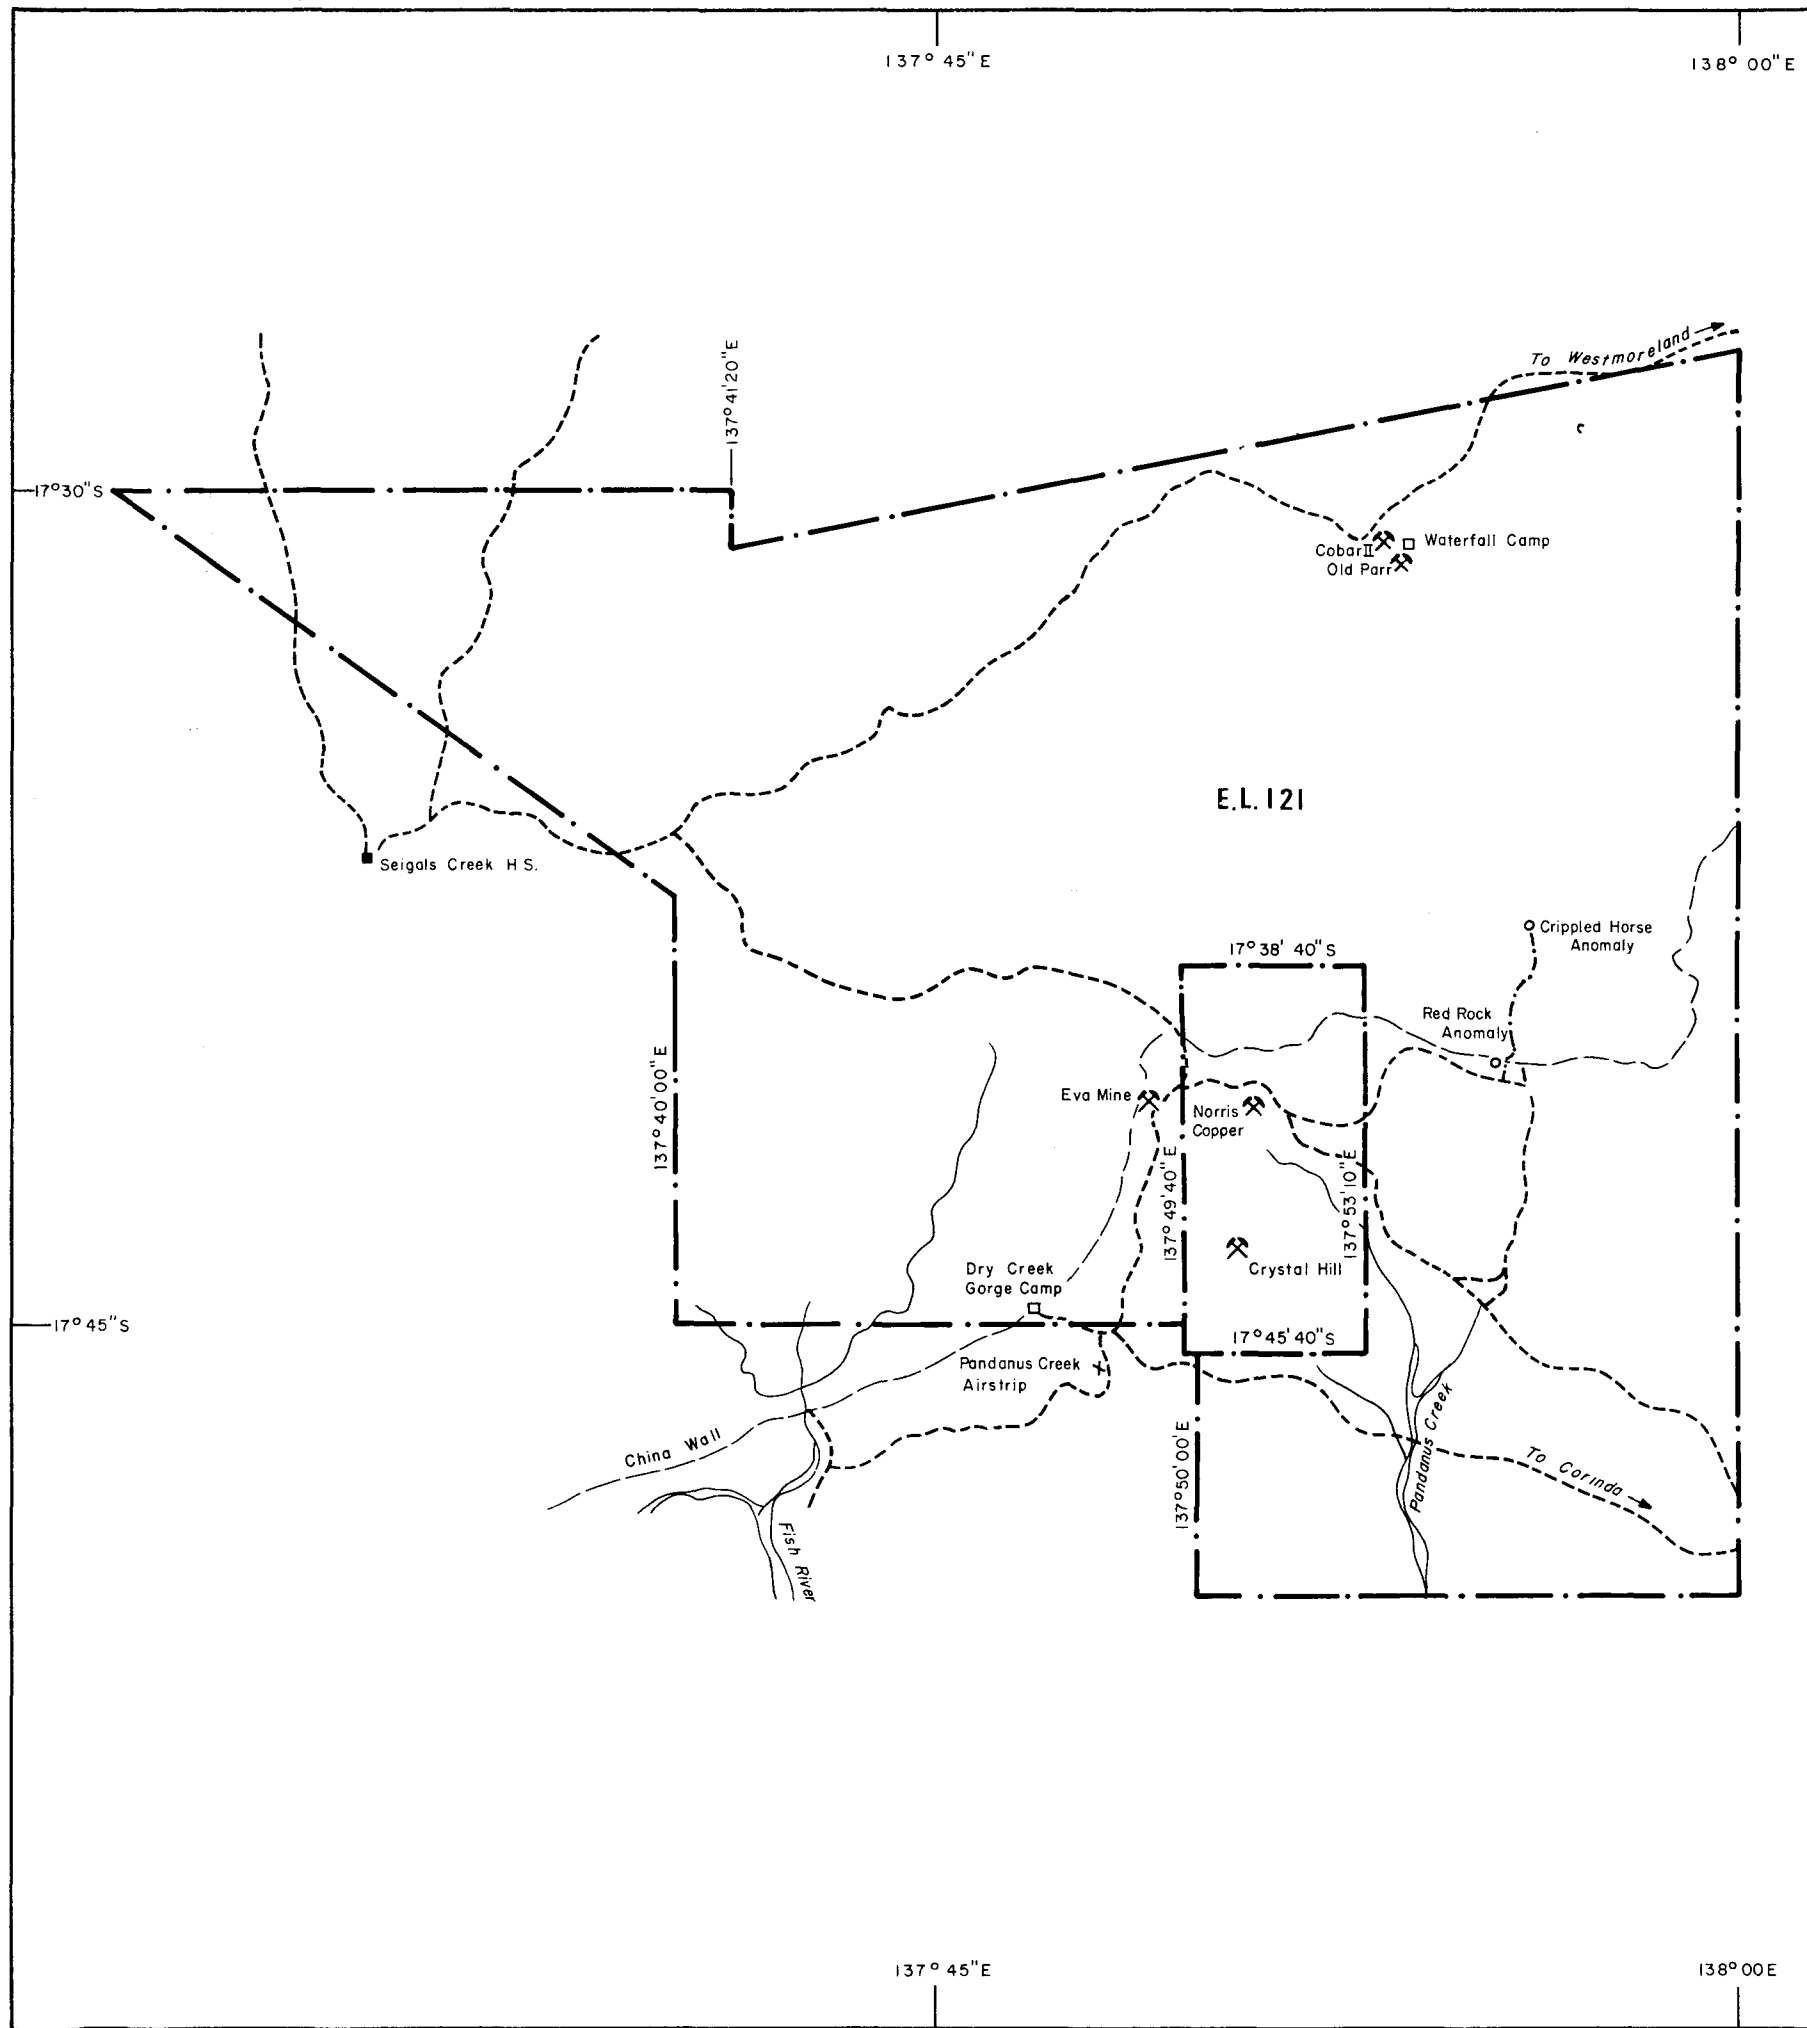 137° 45" E
138° 00" E
To Westmoreland
137° 41' 20" E
17° 30" S
Cobar II
Waterfall Camp
Old Parr
E.L. 121
Seigals Creek H S.
Crippled Horse
Anomaly
17° 38' 40" S
Red Rock
Anomaly
137° 40' 00" E
Eva Mine
Norris
Copper
137° 49' 40" E
137° 53' 10" E
Dry Creek
Gorge Camp
Crystal Hill
17° 45" S
17° 45' 40" S
Pandanus Creek
Airstrip
China Wall
Pandanus Creek
137° 50' 00" E
To Corinda
Fish River
137° 45" E
138° 00 E